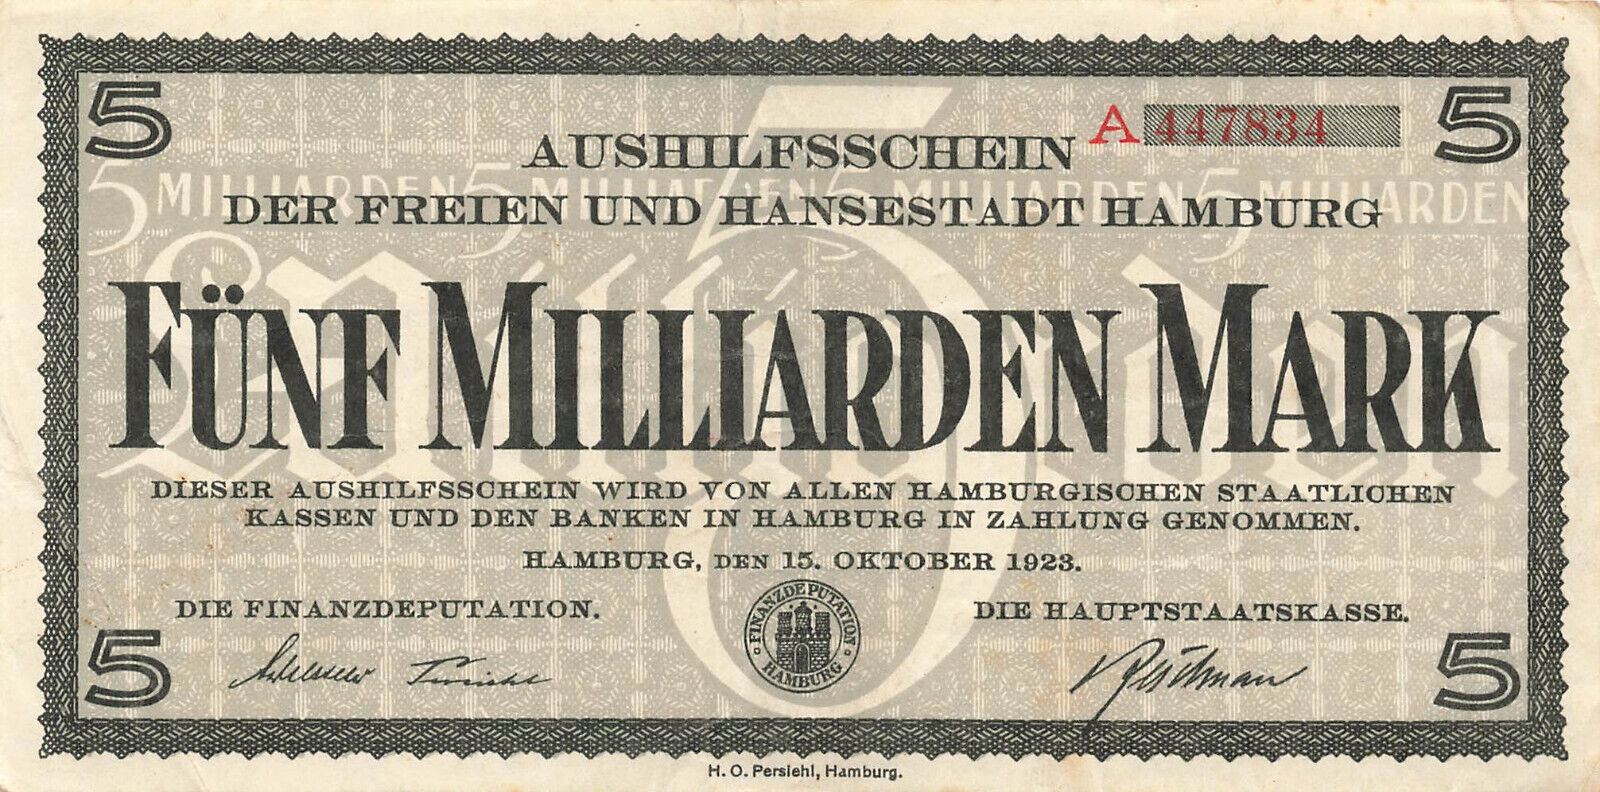 5 5
A 447834
AUSHILFSSCHEIN
5 MILLIARDEN 5 MILLIARDEN 5 MILLIARDEN 5 MILLIARDEN
DER FREIEN UND HANSESTADT HAMBURG
5
Milliarden
FÜNF MILLIARDEN MARK
DIESER AUSHILFSSCHEIN WIRD VON ALLEN HAMBURGISCHEN STAATLICHEN
KASSEN UND DEN BANKEN IN HAMBURG IN ZAHLUNG GENOMMEN.
HAMBURG, DEN 15. OKTOBER 1923.
DIE FINANZDEPUTATION. DIE HAUPTSTAATSKASSE.
FINANZDEPUTATION HAMBURG
5 5
H. O. Persiehl, Hamburg.